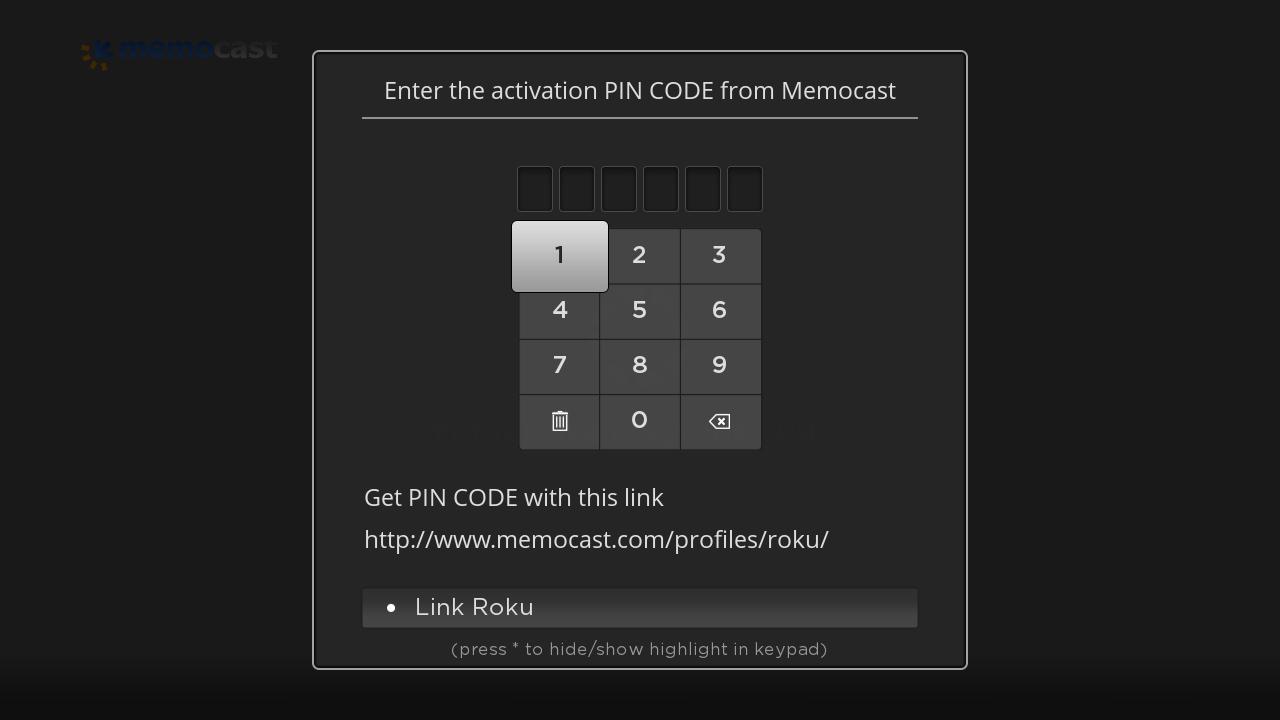 memocast
Enter the activation PIN CODE from Memocast
1 2 3
4 5 6
7 8 9
0
Get PIN CODE with this link
http://www.memocast.com/profiles/roku/
Link Roku
(press * to hide/show highlight in keypad)